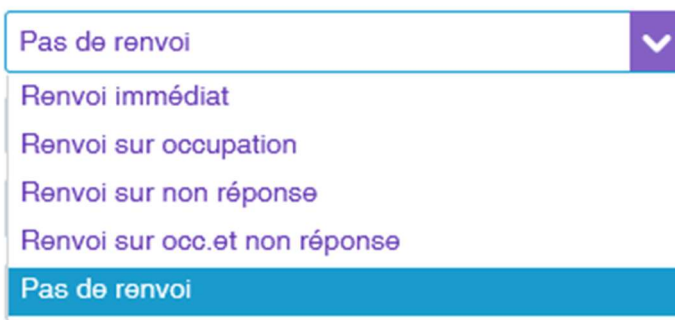 Pas de renvoi
Renvoi immédiat
Renvoi sur occupation
Renvoi sur non réponse
Renvoi sur occ.et non réponse
Pas de renvoi